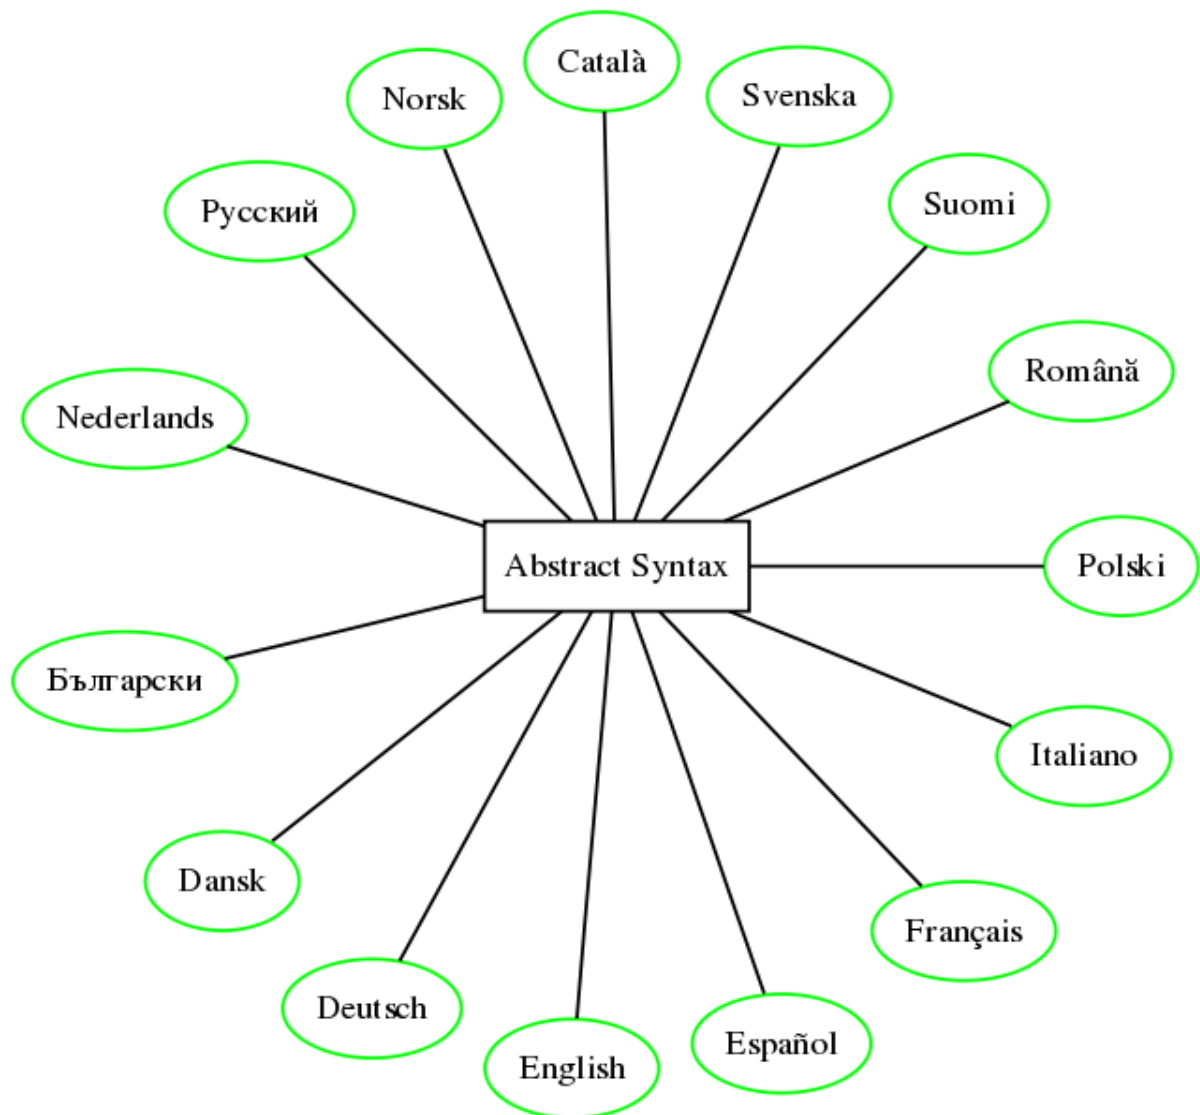 Català
Norsk
Svenska
Русский
Suomi
Română
Nederlands
Abstract Syntax
Polski
Български
Italiano
Dansk
Français
Deutsch
Español
English